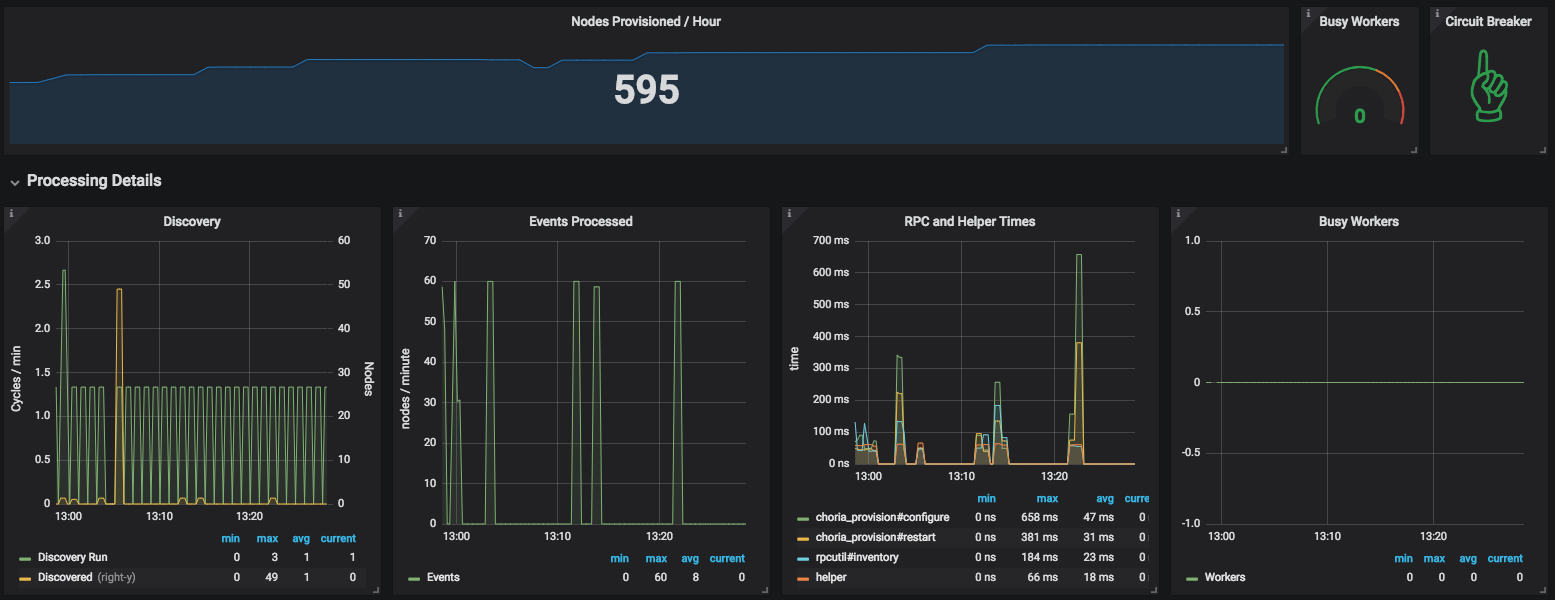 Nodes Provisioned / Hour
595
Busy Workers
0
Circuit Breaker
Processing Details
Discovery
3.0
2.5
2.0
1.5
1.0
0.5
0
Cycles / min
60
50
40
30
20
10
0
Nodes
13:00 13:10 13:20
min max avg current
Discovery Run 0 3 1 1
Discovered (right-y) 0 49 1 0
Events Processed
70
60
50
40
30
20
10
0
nodes / minute
13:00 13:10 13:20
min max avg current
Events 0 60 8 0
RPC and Helper Times
700 ms
600 ms
500 ms
400 ms
300 ms
200 ms
100 ms
0 ns
time
13:00 13:10 13:20
min max avg curre
choria_provision#configure 0 ns 658 ms 47 ms 0
choria_provision#restart 0 ns 381 ms 31 ms 0
rpcutil#inventory 0 ns 184 ms 23 ms 0
helper 0 ns 66 ms 18 ms 0
Busy Workers
1.0
0.5
0
-0.5
-1.0
13:00 13:10 13:20
min max avg current
Workers 0 0 0 0